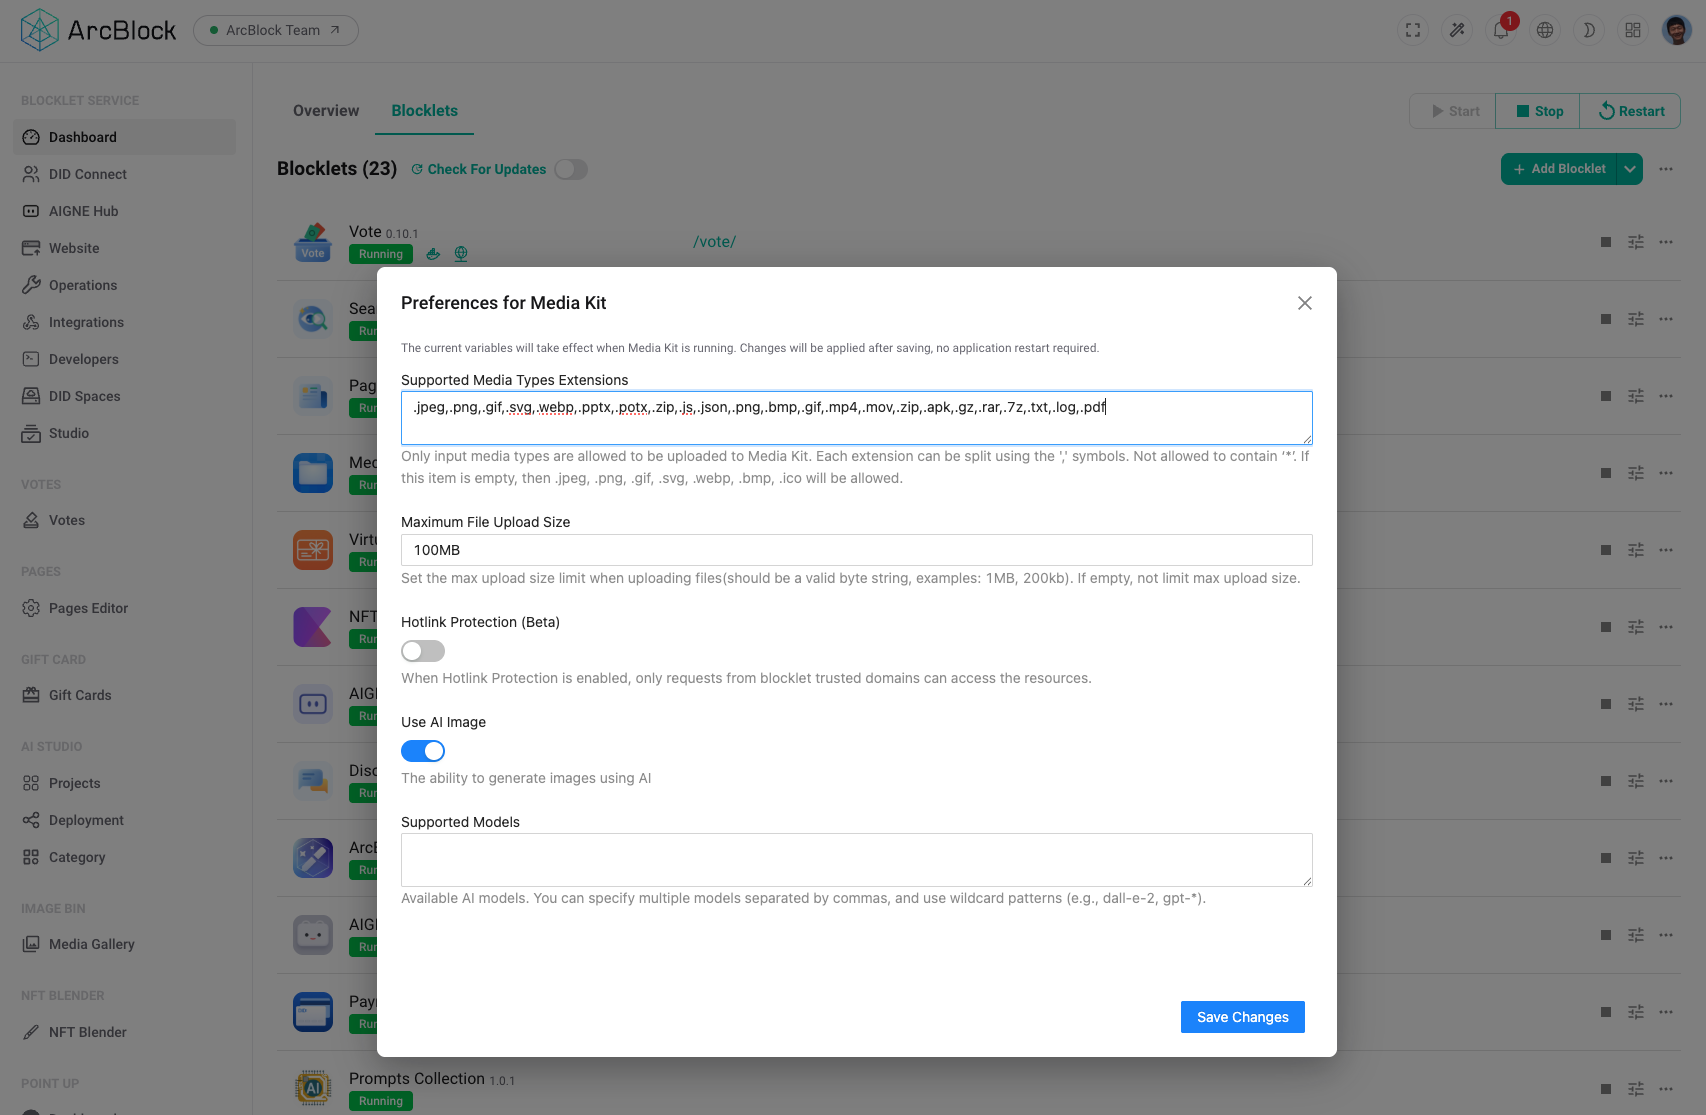 ArcBlock
ArcBlock Team
1
BLOCKLET SERVICE
Dashboard
DID Connect
AIGNE Hub
Website
Operations
Integrations
Developers
DID Spaces
Studio
VOTES
Votes
PAGES
Pages Editor
GIFT CARD
Gift Cards
AI STUDIO
Projects
Deployment
Category
IMAGE BIN
Media Gallery
NFT BLENDER
NFT Blender
POINT UP
Overview
Blocklets
Start
Stop
Restart
Blocklets (23)
Check For Updates
Add Blocklet
Vote
Vote 0.10.1
Running
/vote/
Sea
Run
Pag
Run
Med
Run
Virtu
Run
NFT
Run
AIG
Run
Disc
Run
Arc
Run
AIG
Run
Pay
Run
AI
Prompts Collection 1.0.1
Running
Preferences for Media Kit
The current variables will take effect when Media Kit is running. Changes will be applied after saving, no application restart required.
Supported Media Types Extensions
.jpeg,.png,.gif,.svg,.webp,.pptx,.potx,.zip,.js,.json,.png,.bmp,.gif,.mp4,.mov,.zip,.apk,.gz,.rar,.7z,.txt,.log,.pdf
Only input media types are allowed to be uploaded to Media Kit. Each extension can be split using the ',' symbols. Not allowed to contain ‘*’. If
this item is empty, then .jpeg, .png, .gif, .svg, .webp, .bmp, .ico will be allowed.
Maximum File Upload Size
100MB
Set the max upload size limit when uploading files(should be a valid byte string, examples: 1MB, 200kb). If empty, not limit max upload size.
Hotlink Protection (Beta)
When Hotlink Protection is enabled, only requests from blocklet trusted domains can access the resources.
Use AI Image
The ability to generate images using AI
Supported Models
Available AI models. You can specify multiple models separated by commas, and use wildcard patterns (e.g., dall-e-2, gpt-*).
Save Changes